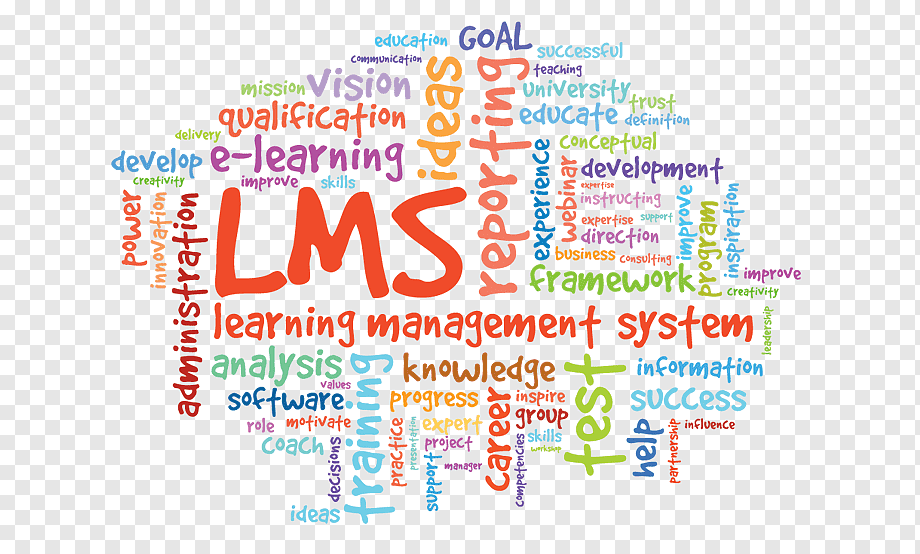 education
GOAL
successful
communication
teaching
mission
vision
ideas
reporting
university
trust
qualification
educate
definition
delivery
conceptual
develop
e-learning
experience
webinar
development
creativity
improve
skills
expertise
power
innovation
administration
LMS
instructing
improve
program
inspiration
expertise
support
direction
business
consulting
framework
improve
creativity
learning management system
leadership
analysis
training
knowledge
test
information
values
software
progress
career
inspire
success
role
motivate
practice
presentation
expert
group
help
partnership
influence
coach
decisions
project
competencies
skills
workshop
support
manager
ideas